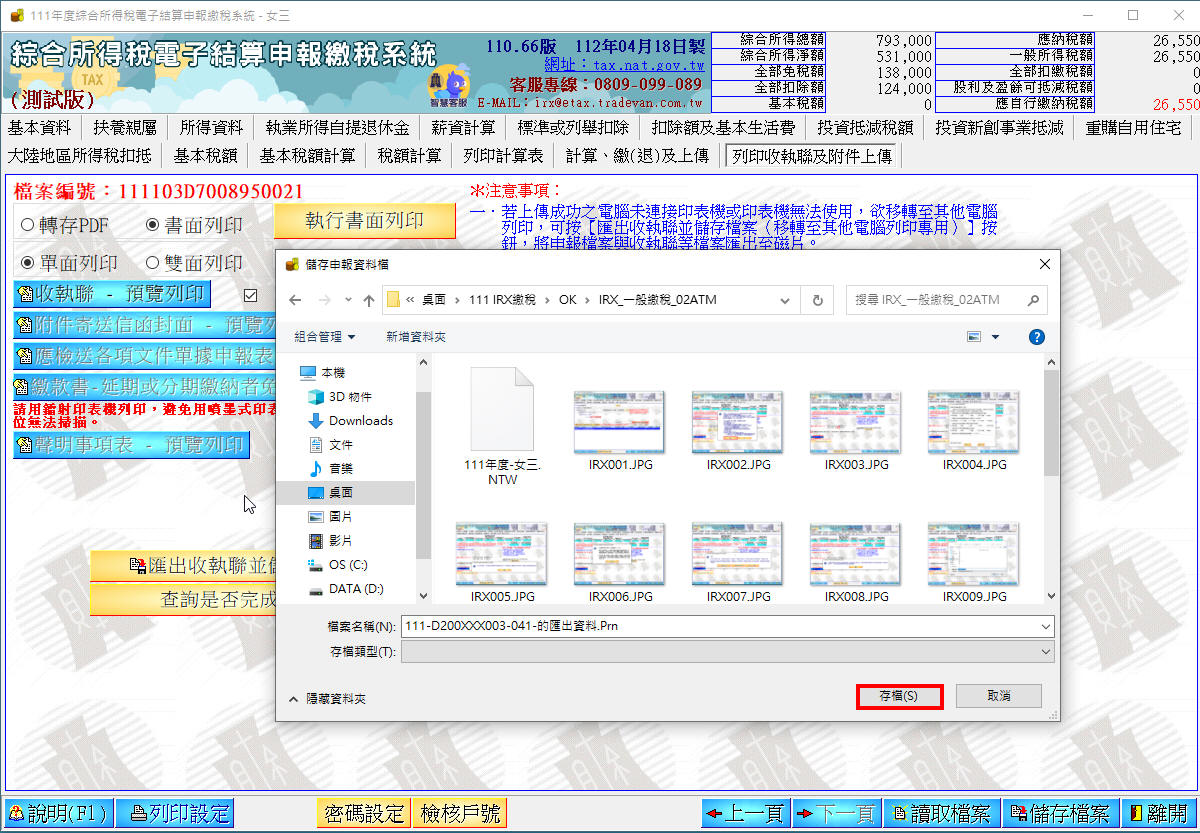 111年度綜合所得稅電子結算申報繳稅系統 - 女三
綜合所得稅電子結算申報繳稅系統
TAX
(測試版)
智慧客服
110.66版 112年04月18日製
網址：tax.nat.gov.tw
客服專線：0809-099-089
E-MAIL：irx@etax.tradevan.com.tw
綜合所得總額 793,000 應納稅額 26,550
綜合所得淨額 531,000 一般所得稅額 26,550
全部免稅額 138,000 全部扣繳稅額 0
全部扣除額 124,000 股利及盈餘可抵減稅額 0
基本稅額 0 應自行繳納稅額 26,550
基本資料 扶養親屬 所得資料 執業所得自提退休金 薪資計算 標準或列舉扣除 扣除額及基本生活費 投資抵減稅額 投資新創事業抵減 重購自用住宅
大陸地區所得稅扣抵 基本稅額 基本稅額計算 稅額計算 列印計算表 計算、繳(退)及上傳 列印收執聯及附件上傳
檔案編號：111103D7008950021
轉存PDF 書面列印
執行書面列印
單面列印 雙面列印
收執聯 - 預覽列印
附件寄送信函封面 - 預覽列
應檢送各項文件單據申報表
繳款書-延期或分期繳納者免
請用鐳射印表機列印，避免用噴墨式印表
位無法掃描。
聲明事項表 - 預覽列印
匯出收執聯並儲
查詢是否完成
＊注意事項：
一．若上傳成功之電腦未連接印表機或印表機無法使用，欲移轉至其他電腦
列印，可按［匯出收執聯並儲存檔案（移轉至其他電腦列印專用）］按
鈕，將申報檔案與收執聯等檔案匯出至磁片。
儲存申報資料檔
« 桌面 › 111 IRX繳稅 › OK › IRX_一般繳稅_02ATM
搜尋 IRX_一般繳稅_02ATM
組合管理 新增資料夾
本機
3D 物件
Downloads
文件
音樂
桌面
圖片
影片
OS (C:)
DATA (D:)
111年度-女三.
NTW
IRX001.JPG
IRX002.JPG
IRX003.JPG
IRX004.JPG
IRX005.JPG
IRX006.JPG
IRX007.JPG
IRX008.JPG
IRX009.JPG
檔案名稱(N): 111-D200XXX003-041-的匯出資料.Prn
存檔類型(T):
隱藏資料夾
存檔(S)
取消
說明(F1) 列印設定 密碼設定 檢核戶號 上一頁 下一頁 讀取檔案 儲存檔案 離開